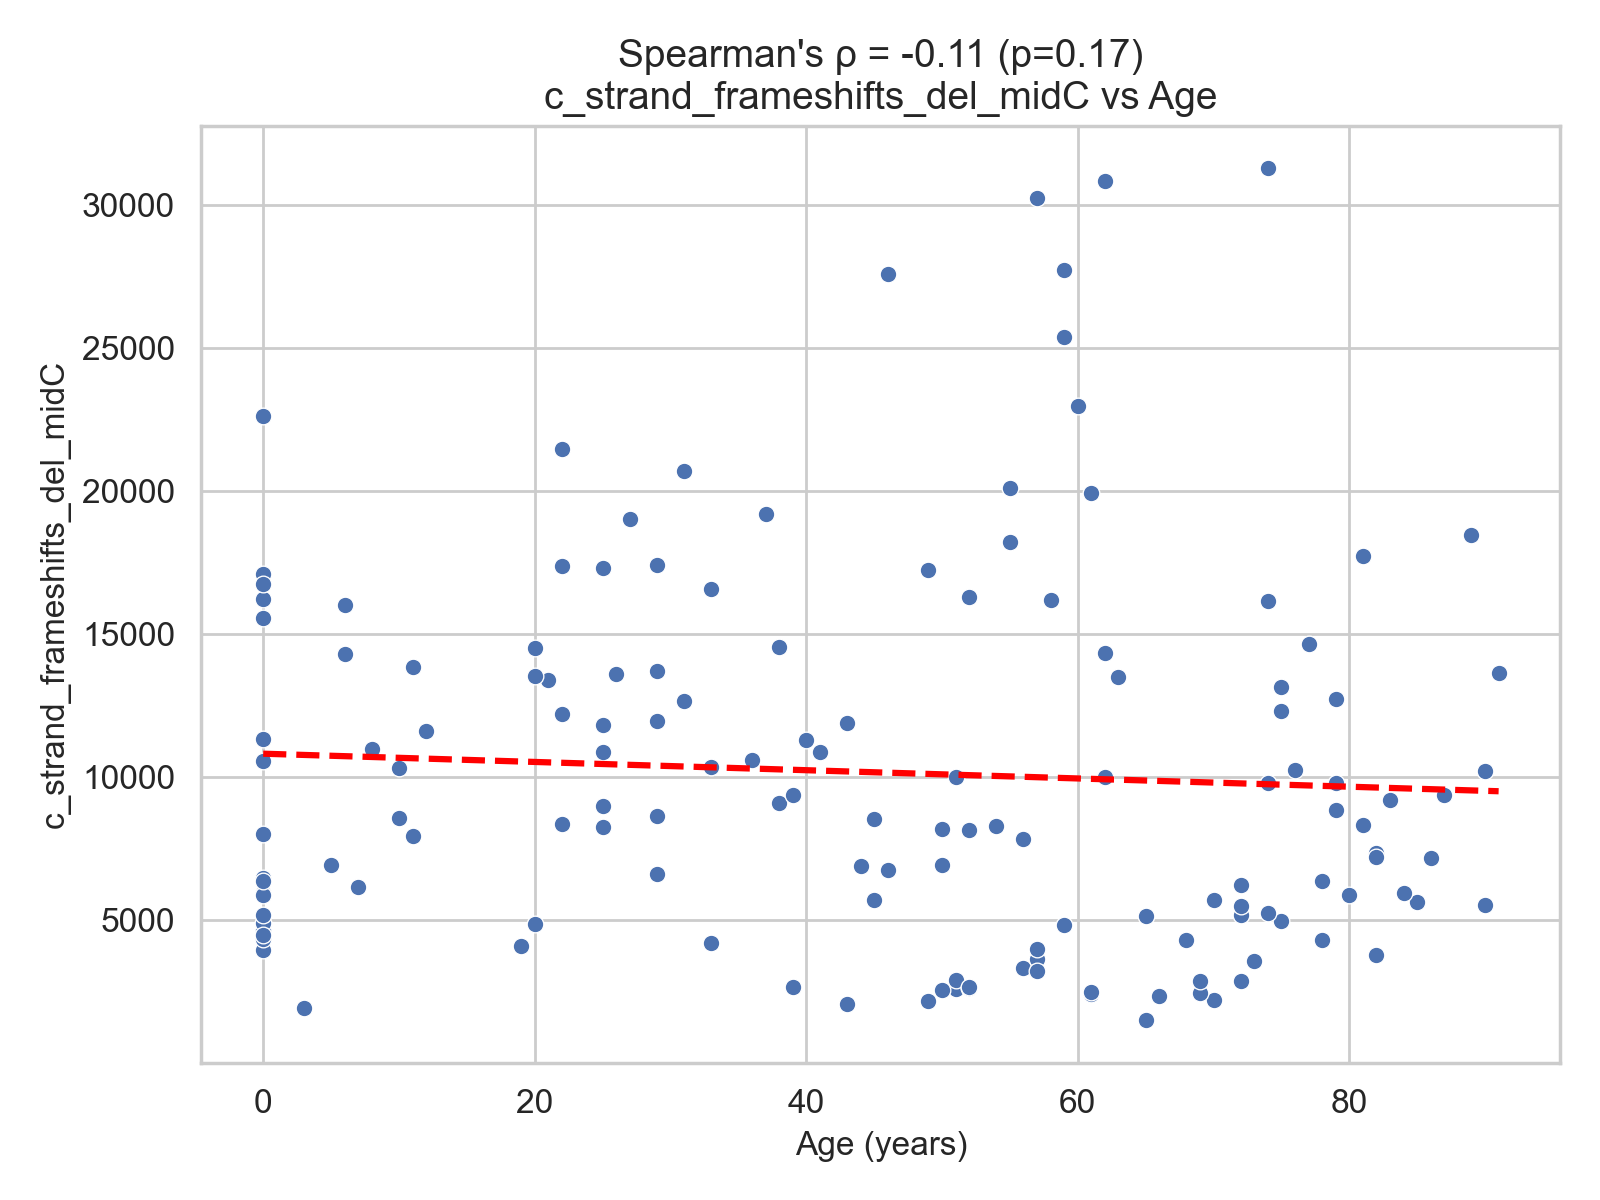 Spearman's ρ = -0.11 (p=0.17)
c_strand_frameshifts_del_midC vs Age
c_strand_frameshifts_del_midC
30000
25000
20000
15000
10000
5000
0
20
40
60
80
Age (years)